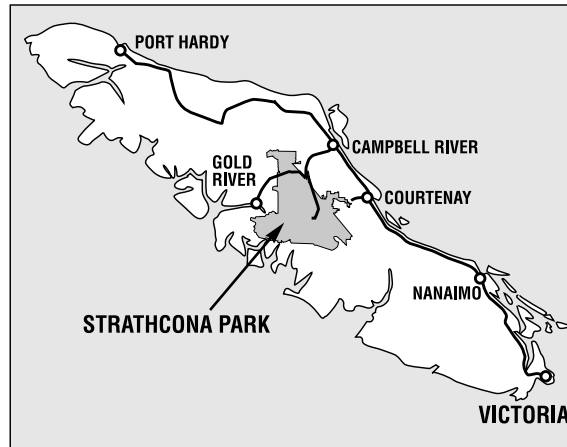 PORT HARDY
CAMPBELL RIVER
GOLD
RIVER
COURTENAY
NANAIMO
STRATHCONA PARK
VICTORIA